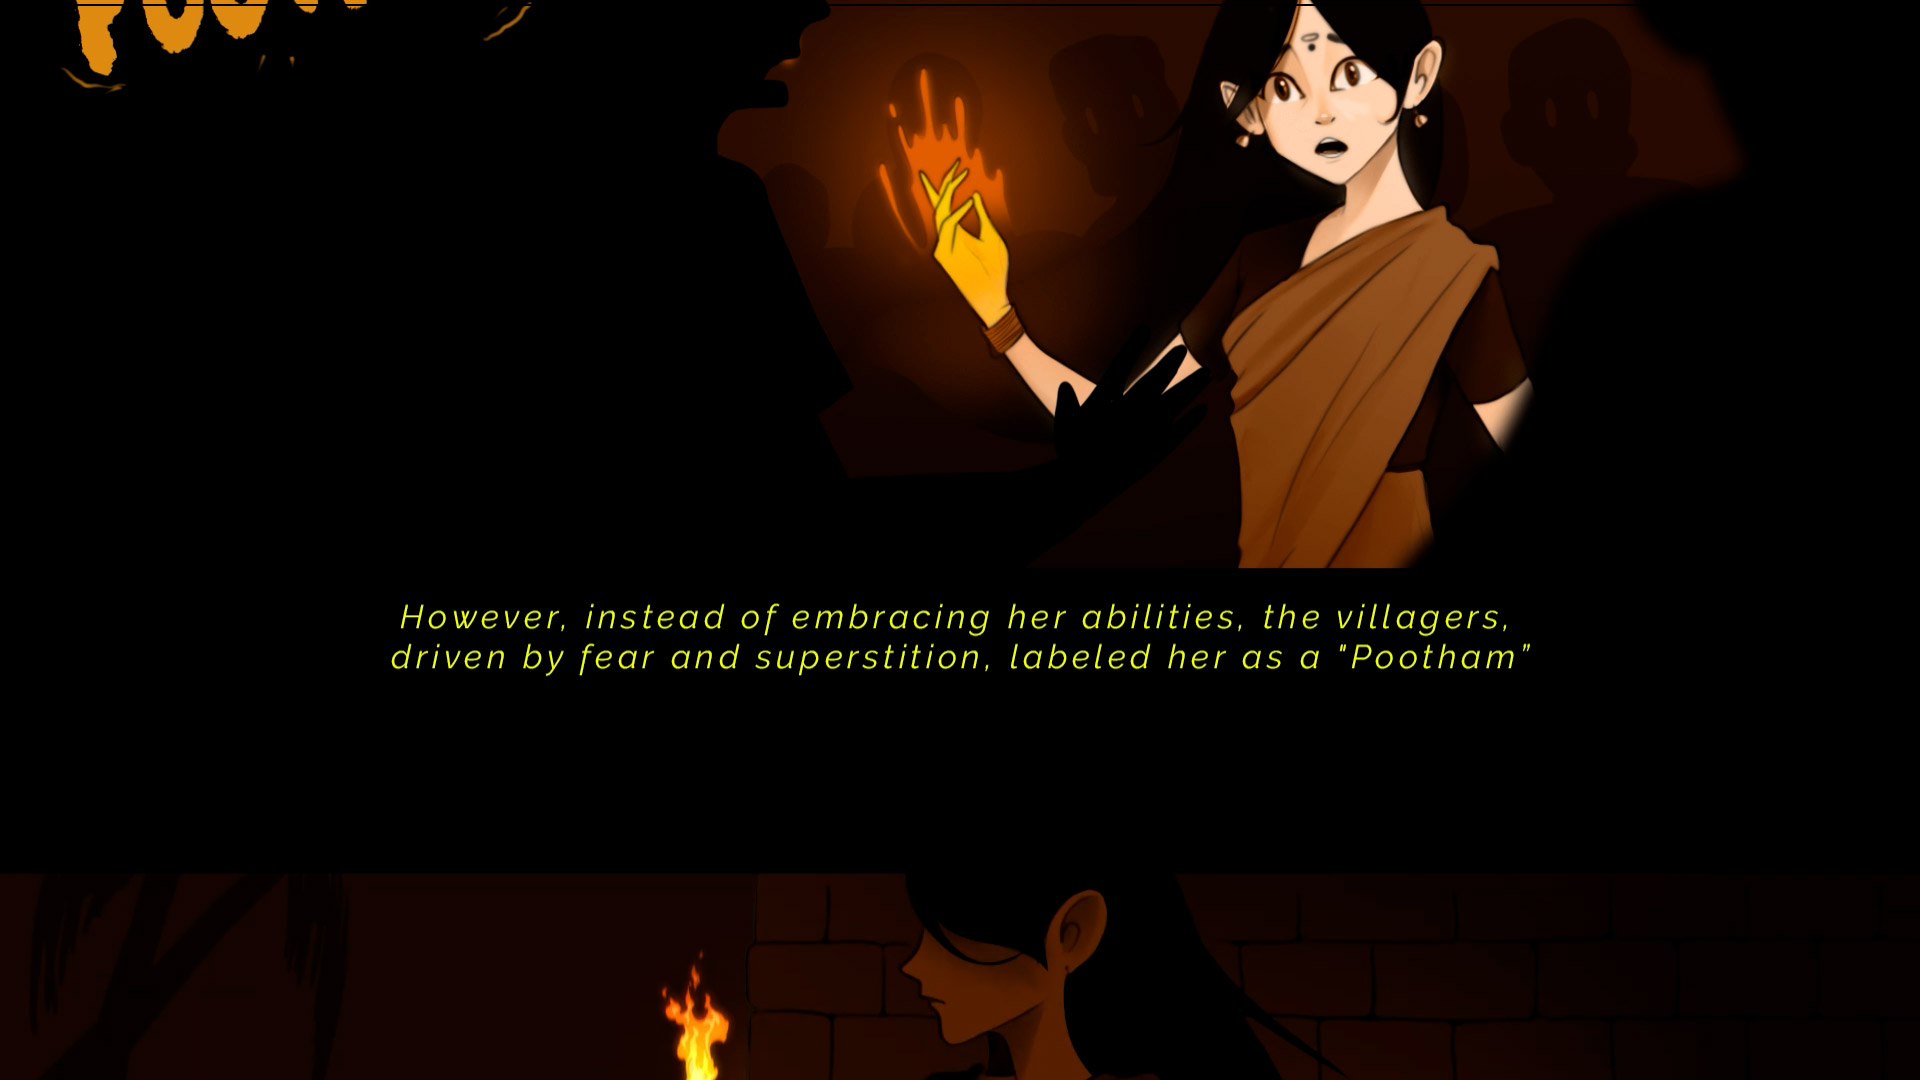 However, instead of embracing her abilities, the villagers,
driven by fear and superstition, labeled her as a "Pootham”